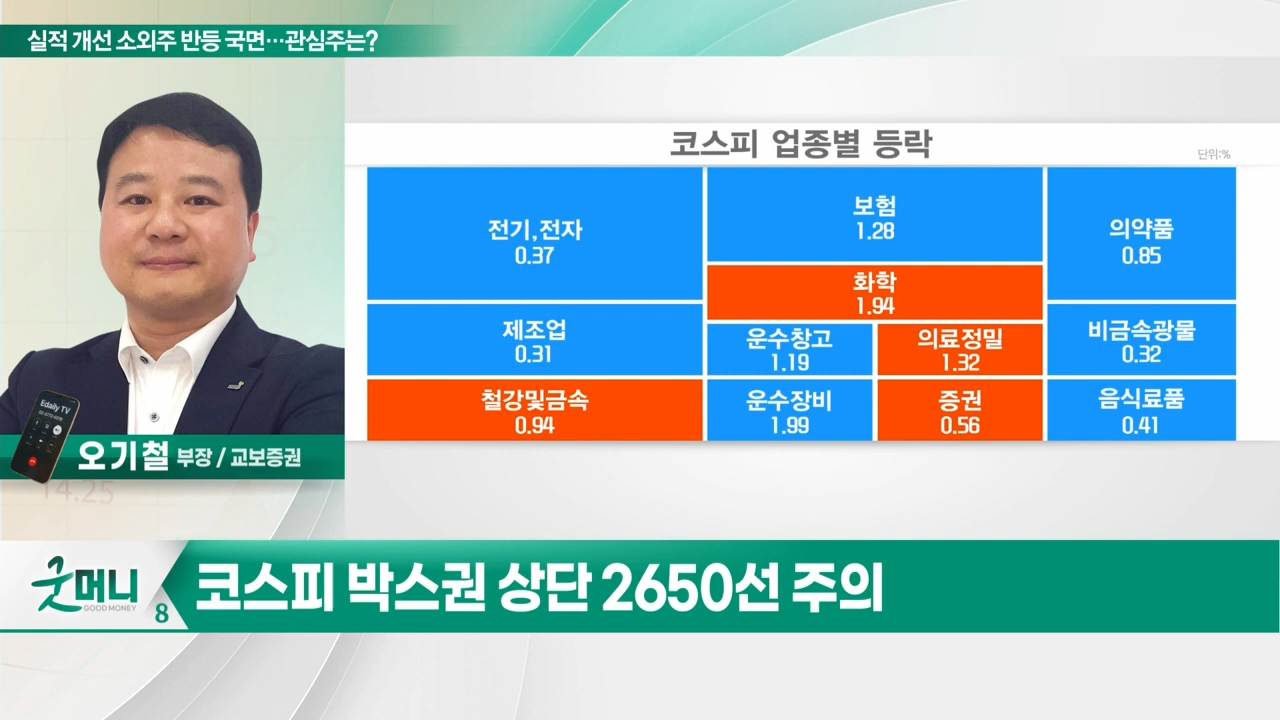 실적 개선 소외주 반등 국면…관심주는?
코스피 업종별 등락
단위:%
전기,전자
0.37
보험
1.28
의약품
0.85
화학
1.94
제조업
0.31
운수창고
1.19
의료정밀
1.32
비금속광물
0.32
철강및금속
0.94
운수장비
1.99
증권
0.56
음식료품
0.41
Edaily TV
오기철 부장 / 교보증권
14.25
굿머니
GOOD MONEY
8
코스피 박스권 상단 2650선 주의